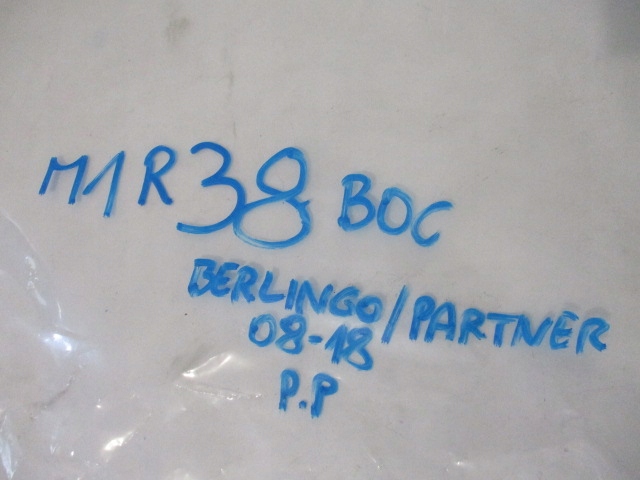 M1R38 BOC
BERLINGO/PARTNER
08-18
P.P